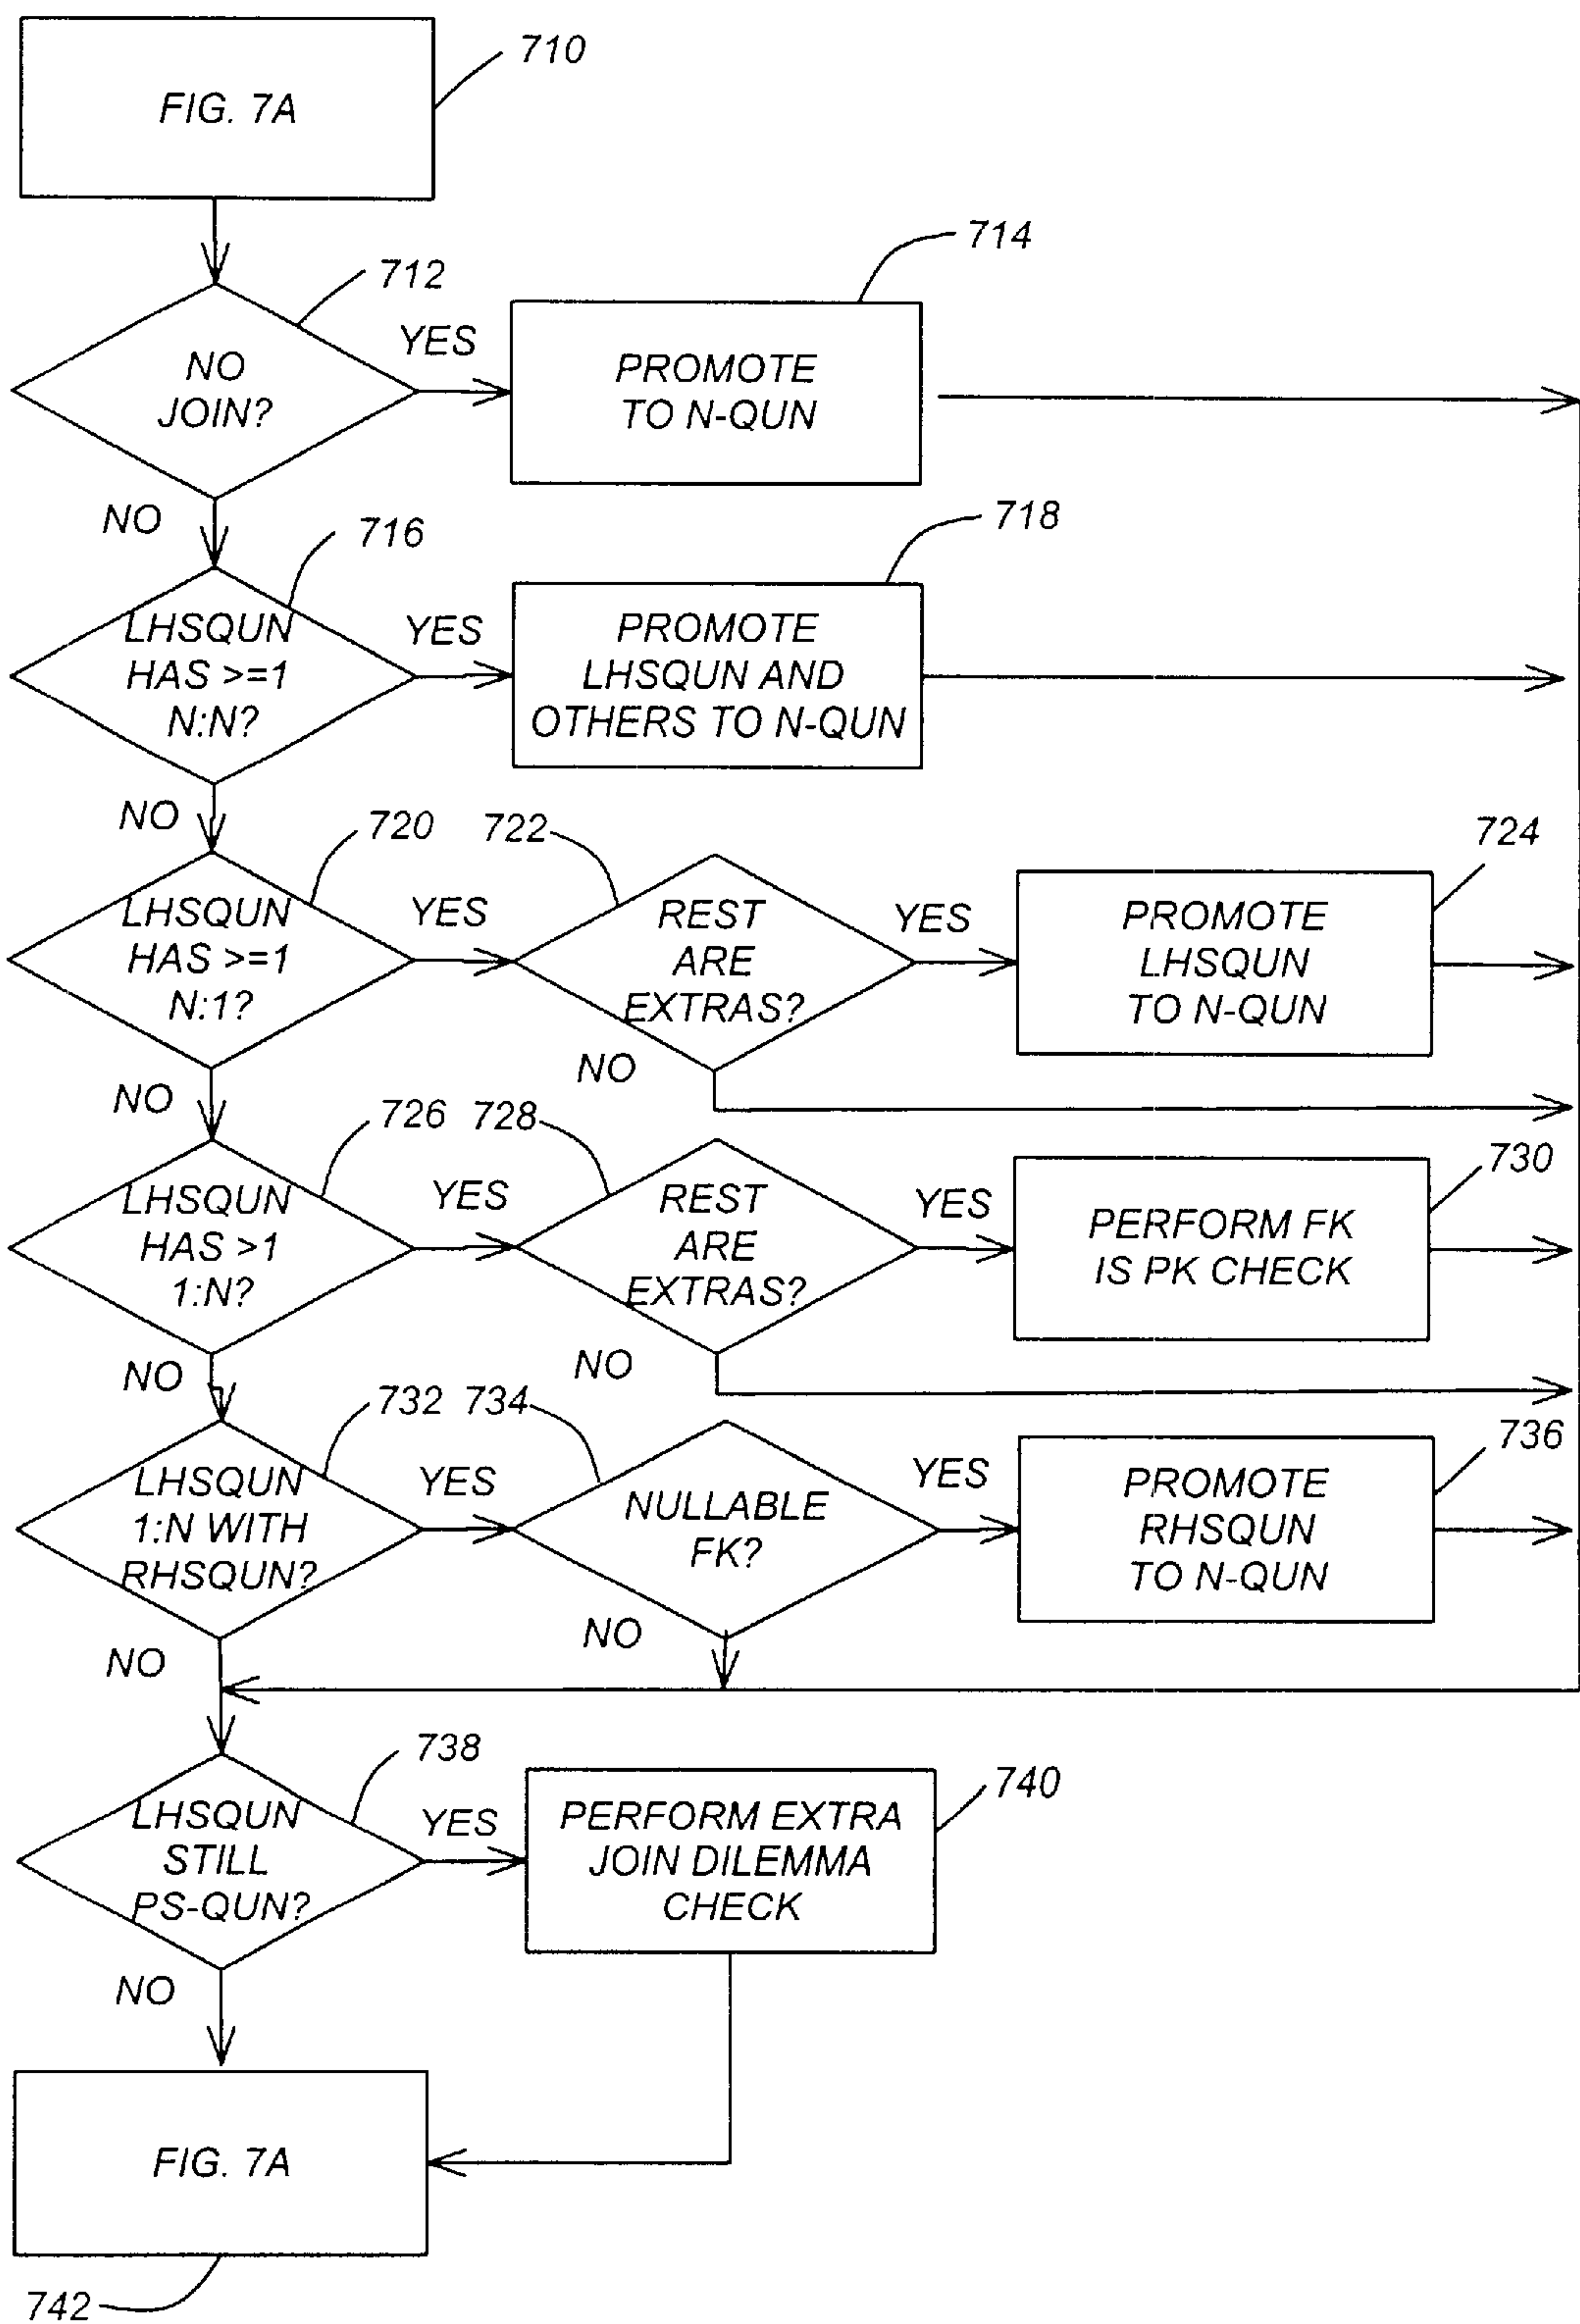 710
FIG. 7A
714
712
YES
NO
JOIN?
PROMOTE
TO N-QUN
NO
716
718
LHSQUN
HAS >=1
N:N?
YES
PROMOTE
LHSQUN AND
OTHERS TO N-QUN
NO
720
722
724
LHSQUN
HAS >=1
N:1?
YES
REST
ARE
EXTRAS?
YES
PROMOTE
LHSQUN
TO N-QUN
NO
NO
726
728
730
LHSQUN
HAS >1
1:N?
YES
REST
ARE
EXTRAS?
YES
PERFORM FK
IS PK CHECK
NO
NO
732
734
736
LHSQUN
1:N WITH
RHSQUN?
YES
NULLABLE
FK?
YES
PROMOTE
RHSQUN
TO N-QUN
NO
NO
738
740
LHSQUN
STILL
PS-QUN?
YES
PERFORM EXTRA
JOIN DILEMMA
CHECK
NO
FIG. 7A
742